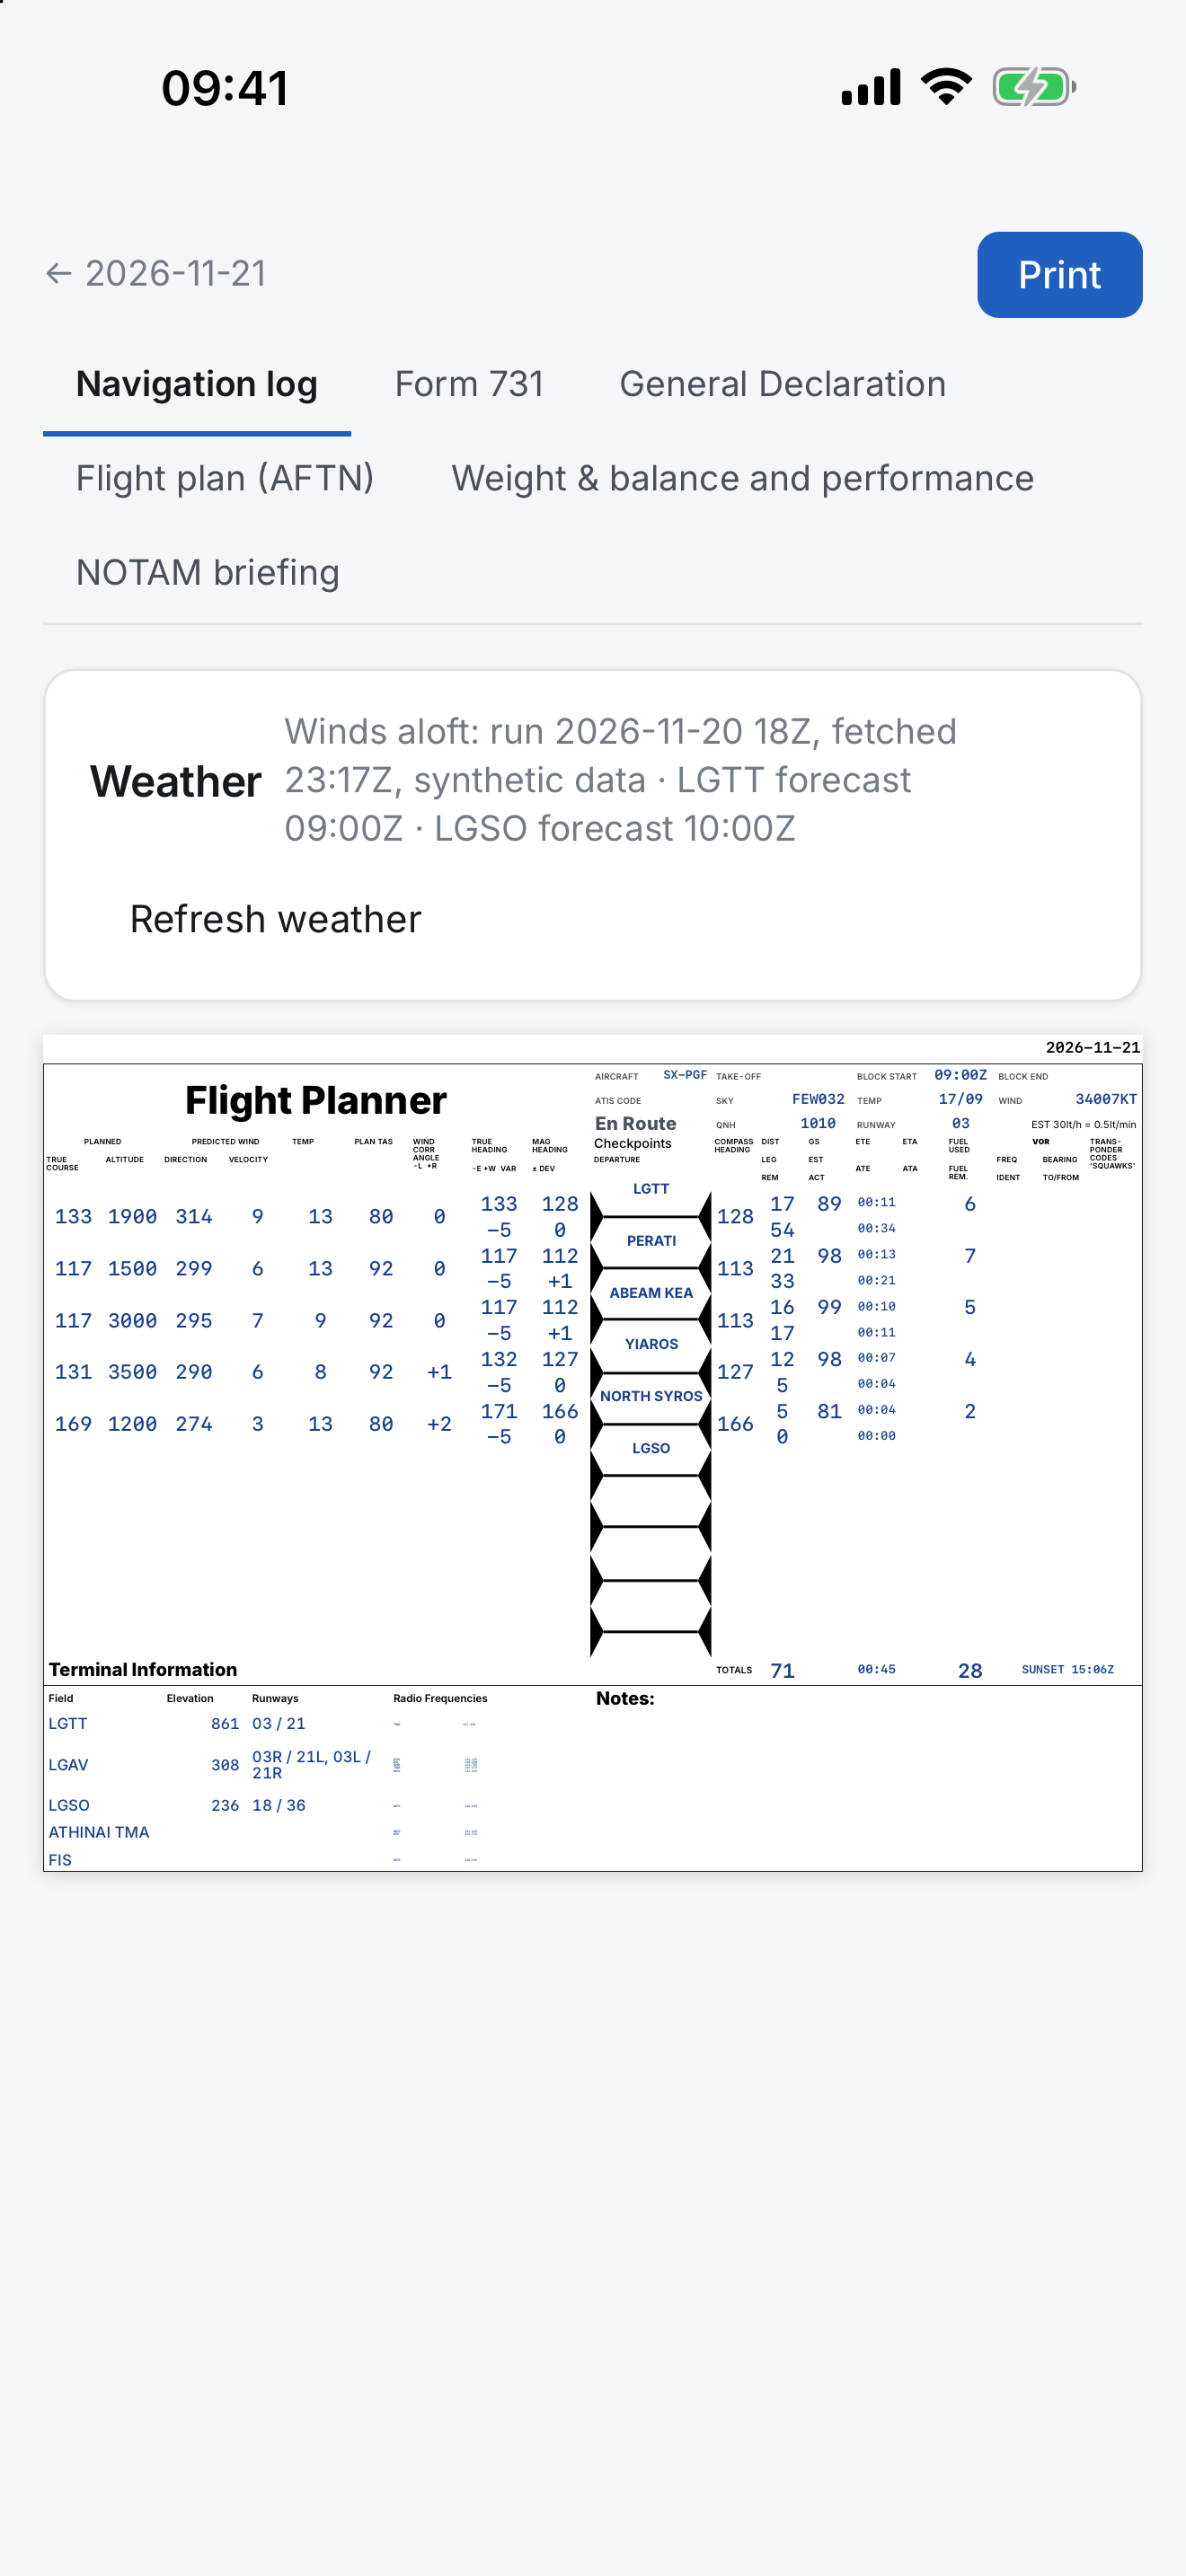 09:41
← 2026-11-21
Print
Navigation log
Form 731
General Declaration
Flight plan (AFTN)
Weight & balance and performance
NOTAM briefing
Weather
Winds aloft: run 2026-11-20 18Z, fetched
23:17Z, synthetic data · LGTT forecast
09:00Z · LGSO forecast 10:00Z
Refresh weather
2026-11-21
Flight Planner
AIRCRAFT SX-PGF TAKE-OFF BLOCK START 09:00Z BLOCK END
ATIS CODE SKY FEW032 TEMP 17/09 WIND 34007KT
En Route QNH 1010 RUNWAY 03 EST 30lt/h = 0.5lt/min
PLANNED PREDICTED WIND TEMP PLAN TAS WIND CORR ANGLE -L +R TRUE HEADING MAG HEADING Checkpoints COMPASS HEADING DIST GS ETE ETA FUEL USED VOR TRANS-PONDER CODES 'SQUAWKS'
TRUE COURSE ALTITUDE DIRECTION VELOCITY -E +W VAR ± DEV DEPARTURE LEG EST ATE ATA FUEL REM. FREQ BEARING
REM ACT IDENT TO/FROM
LGTT
133 1900 314 9 13 80 0 133 128 128 17 89 00:11 6
-5 0 54 00:34
PERATI
117 1500 299 6 13 92 0 117 112 113 21 98 00:13 7
-5 +1 33 00:21
ABEAM KEA
117 3000 295 7 9 92 0 117 112 113 16 99 00:10 5
-5 +1 17 00:11
YIAROS
131 3500 290 6 8 92 +1 132 127 127 12 98 00:07 4
-5 0 5 00:04
NORTH SYROS
169 1200 274 3 13 80 +2 171 166 166 5 81 00:04 2
-5 0 0 00:00
LGSO
Terminal Information
TOTALS 71 00:45 28 SUNSET 15:06Z
Field Elevation Runways Radio Frequencies Notes:
LGTT 861 03 / 21
LGAV 308 03R / 21L, 03L /
21R
LGSO 236 18 / 36
ATHINAI TMA
FIS